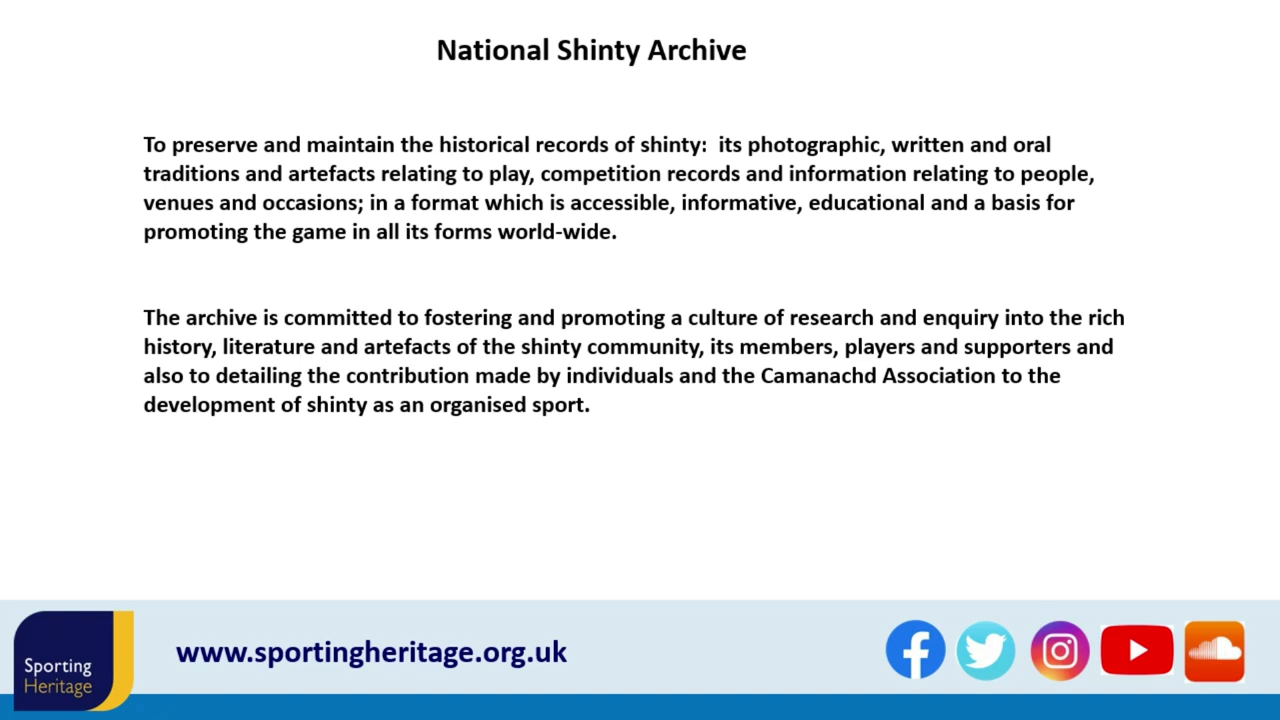 National Shinty Archive
To preserve and maintain the historical records of shinty:  its photographic, written and oral
traditions and artefacts relating to play, competition records and information relating to people,
venues and occasions; in a format which is accessible, informative, educational and a basis for
promoting the game in all its forms world-wide.
The archive is committed to fostering and promoting a culture of research and enquiry into the rich
history, literature and artefacts of the shinty community, its members, players and supporters and
also to detailing the contribution made by individuals and the Camanachd Association to the
development of shinty as an organised sport.
Sporting
Heritage
www.sportingheritage.org.uk